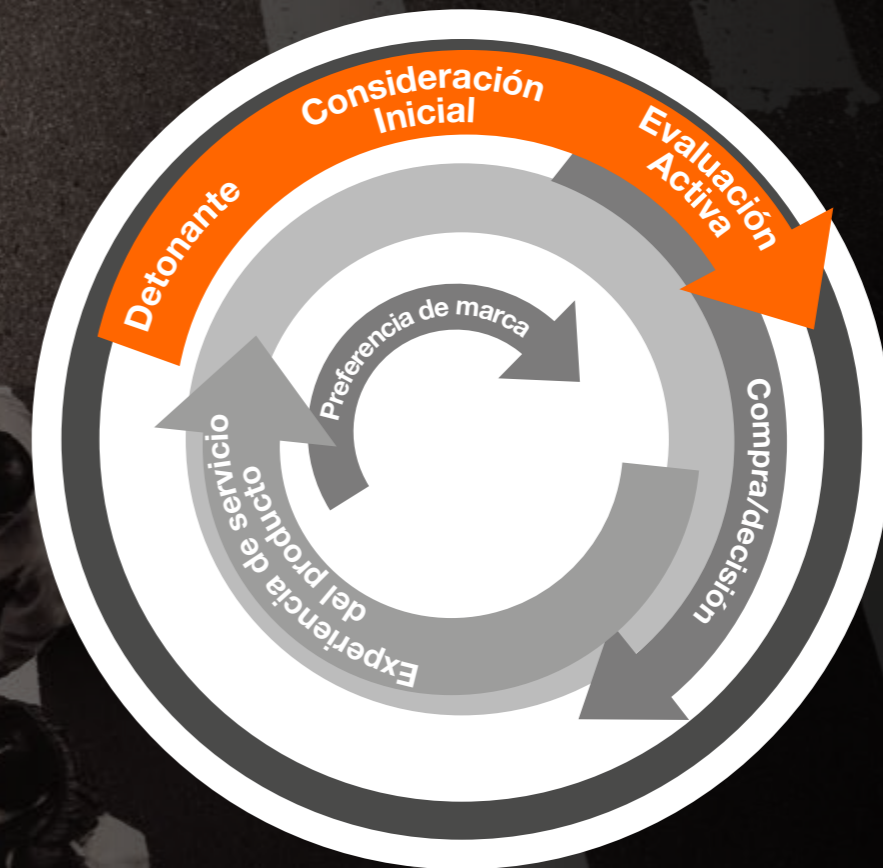 Detonante
Consideración
Inicial
Evaluación
Activa
Compra/decisión
Experiencia de servicio
del producto
Preferencia de marca